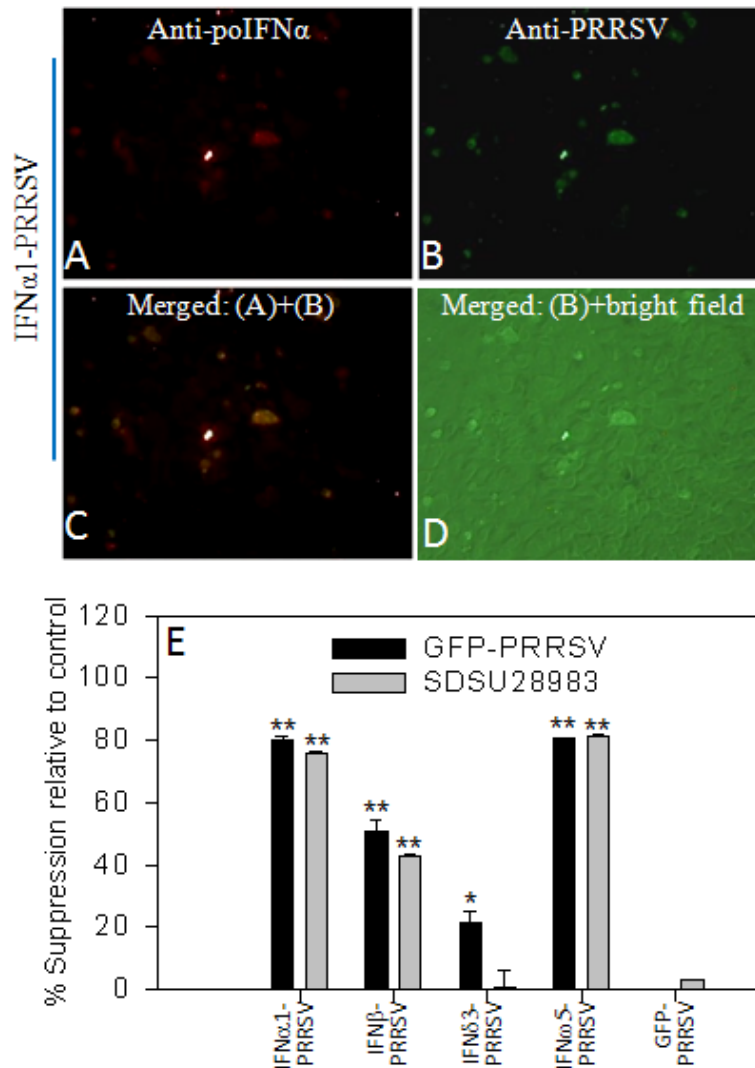 Anti-poIFNα
Anti-PRRSV
IFNα1-PRRSV
A
B
Merged: (A)+(B)
Merged: (B)+bright field
C
D
E
% Suppression relative to control
120
100
80
60
40
20
0
GFP-PRRSV
SDSU28983
**
**
**
**
*
**
**
IFNα1-
PRRSV
IFNβ-
PRRSV
IFNδ3-
PRRSV
IFNω5-
PRRSV
GFP-
PRRSV